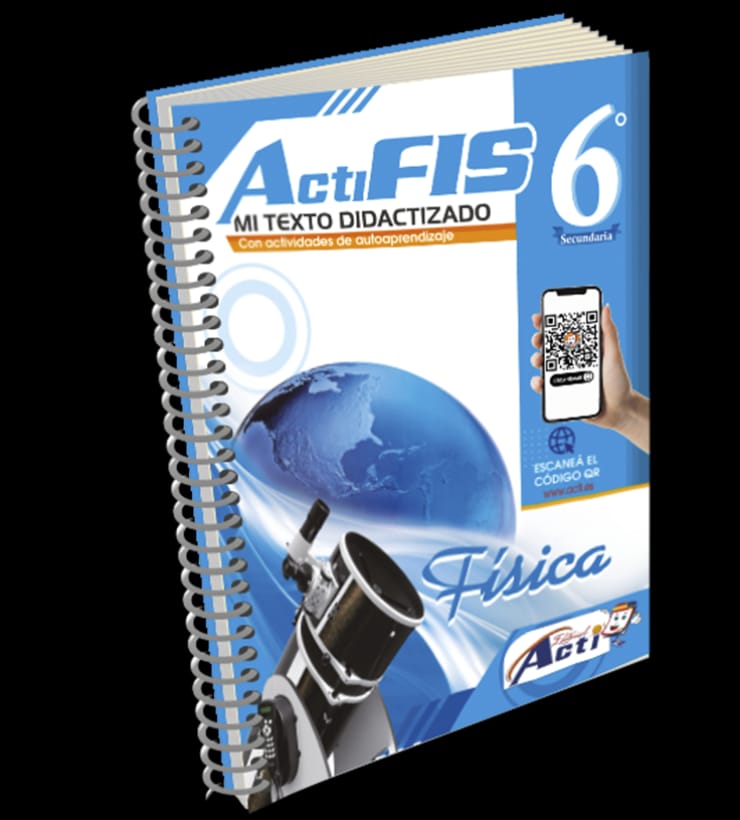 ActiFIS
MI TEXTO DIDACTIZADO
Con actividades de autoaprendizaje
6°
Secundaria
ESCANEÁ EL
CÓDIGO QR
www.acti.es
Física
Editorial
Acti